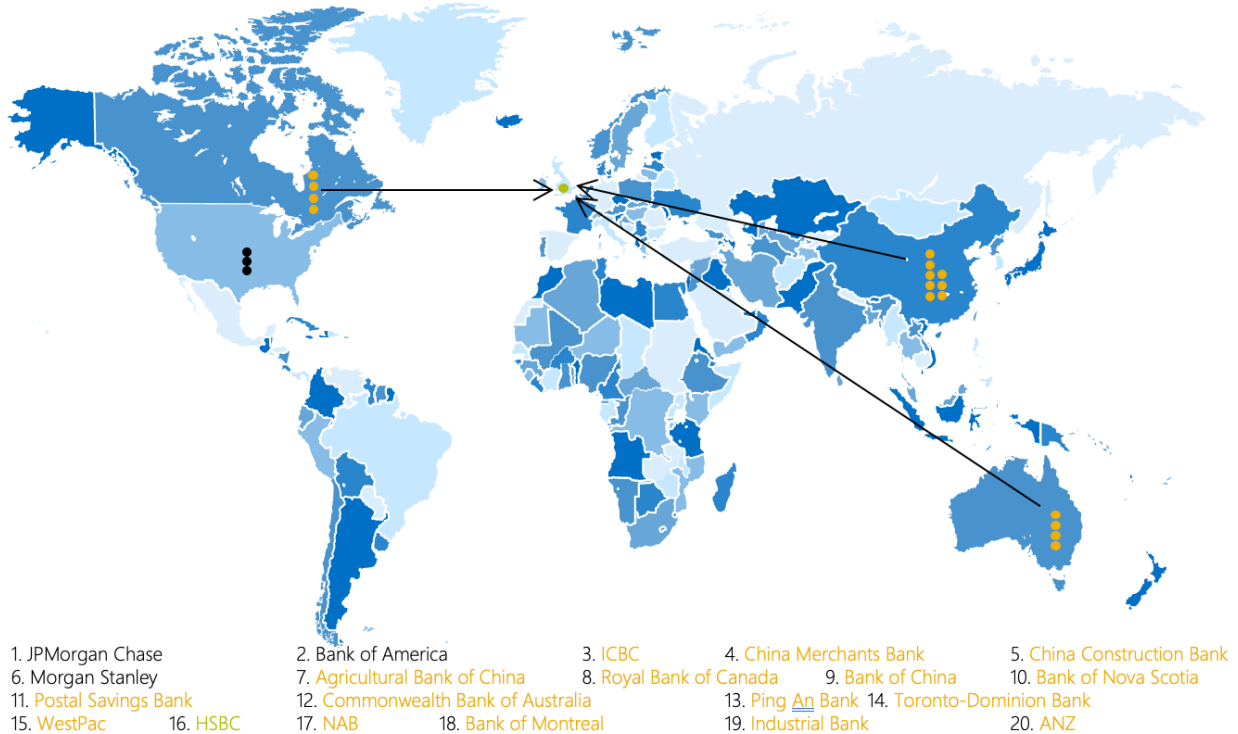 1. JPMorgan Chase 2. Bank of America 3. ICBC 4. China Merchants Bank 5. China Construction Bank
6. Morgan Stanley 7. Agricultural Bank of China 8. Royal Bank of Canada 9. Bank of China 10. Bank of Nova Scotia
11. Postal Savings Bank 12. Commonwealth Bank of Australia 13. Ping An Bank 14. Toronto-Dominion Bank
15. WestPac 16. HSBC 17. NAB 18. Bank of Montreal 19. Industrial Bank 20. ANZ